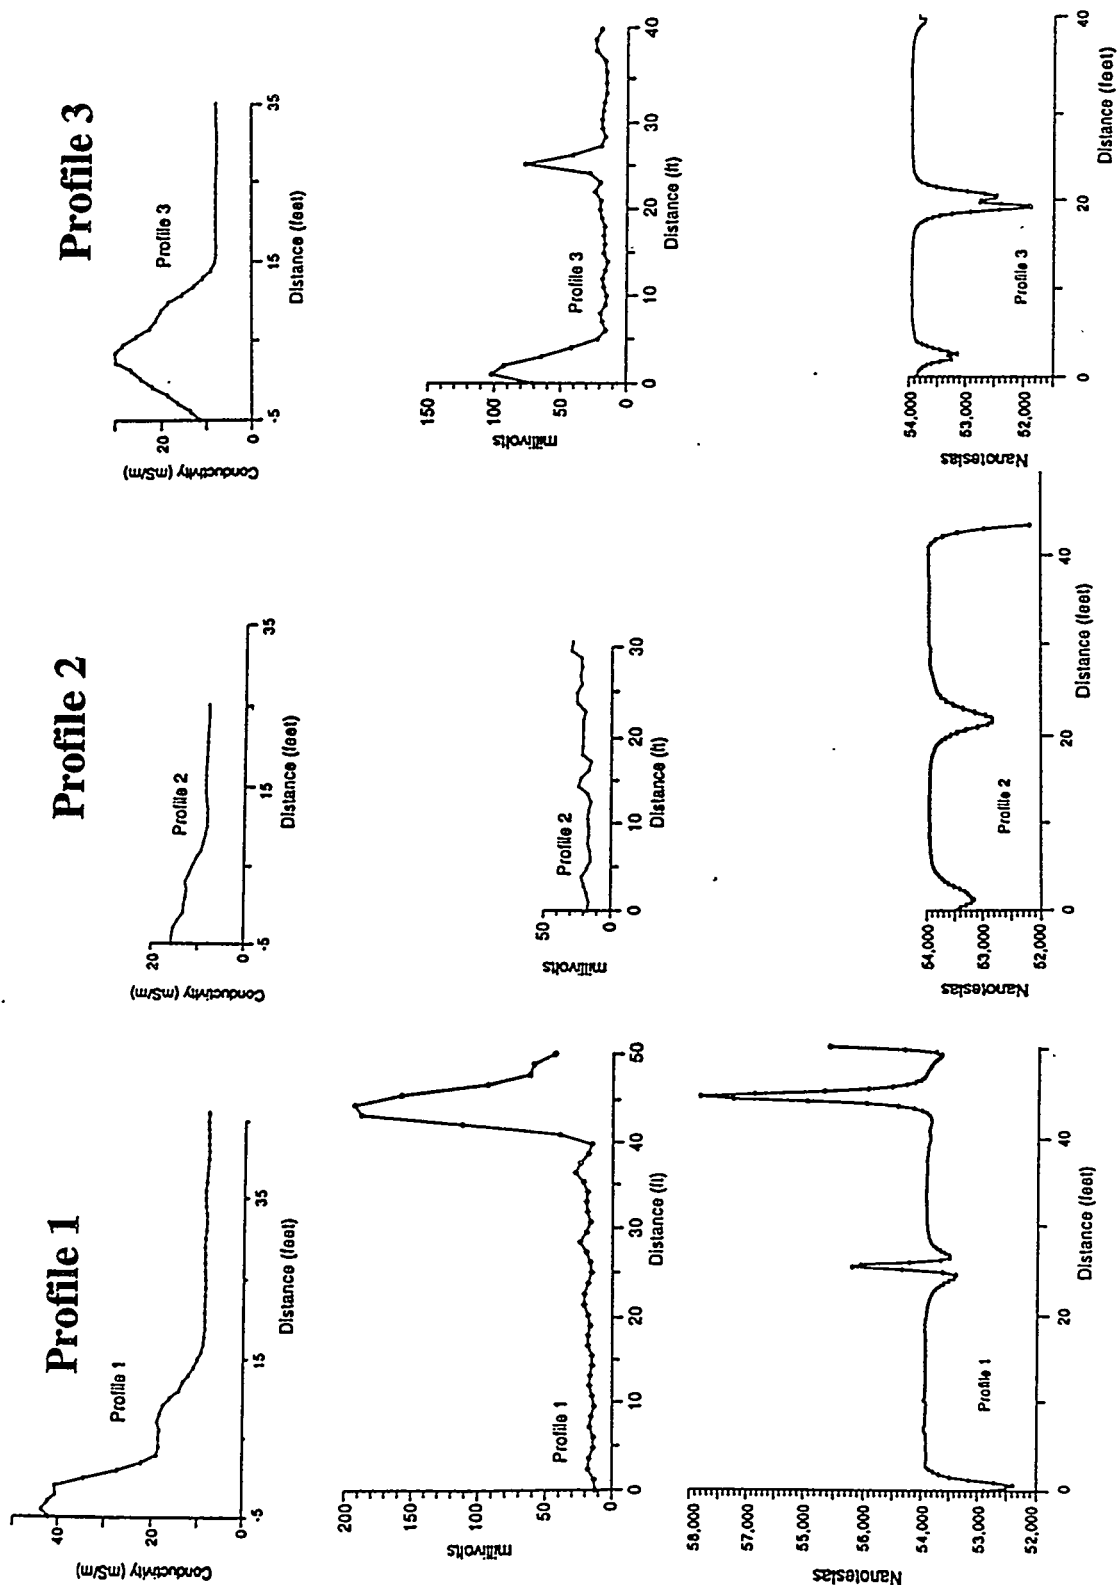 Profile 1
Profile 2
Profile 3
Conductivity (mS/m)
40
20
0
Profile 1
-5
15
35
Distance (feet)
Conductivity (mS/m)
20
0
Profile 2
-5
15
35
Distance (feet)
Conductivity (mS/m)
20
0
Profile 3
-5
15
35
Distance (feet)
millivolts
200
150
100
50
0
Profile 1
0
10
20
30
40
50
Distance (ft)
millivolts
50
0
Profile 2
0
10
20
30
Distance (ft)
millivolts
150
100
50
0
Profile 3
0
10
20
30
40
Distance (ft)
Nanoteslas
58,000
57,000
56,000
55,000
54,000
53,000
52,000
Profile 1
0
20
40
Distance (feet)
Nanoteslas
54,000
53,000
52,000
Profile 2
0
20
40
Distance (feet)
Nanoteslas
54,000
53,000
52,000
Profile 3
0
20
40
Distance (feet)